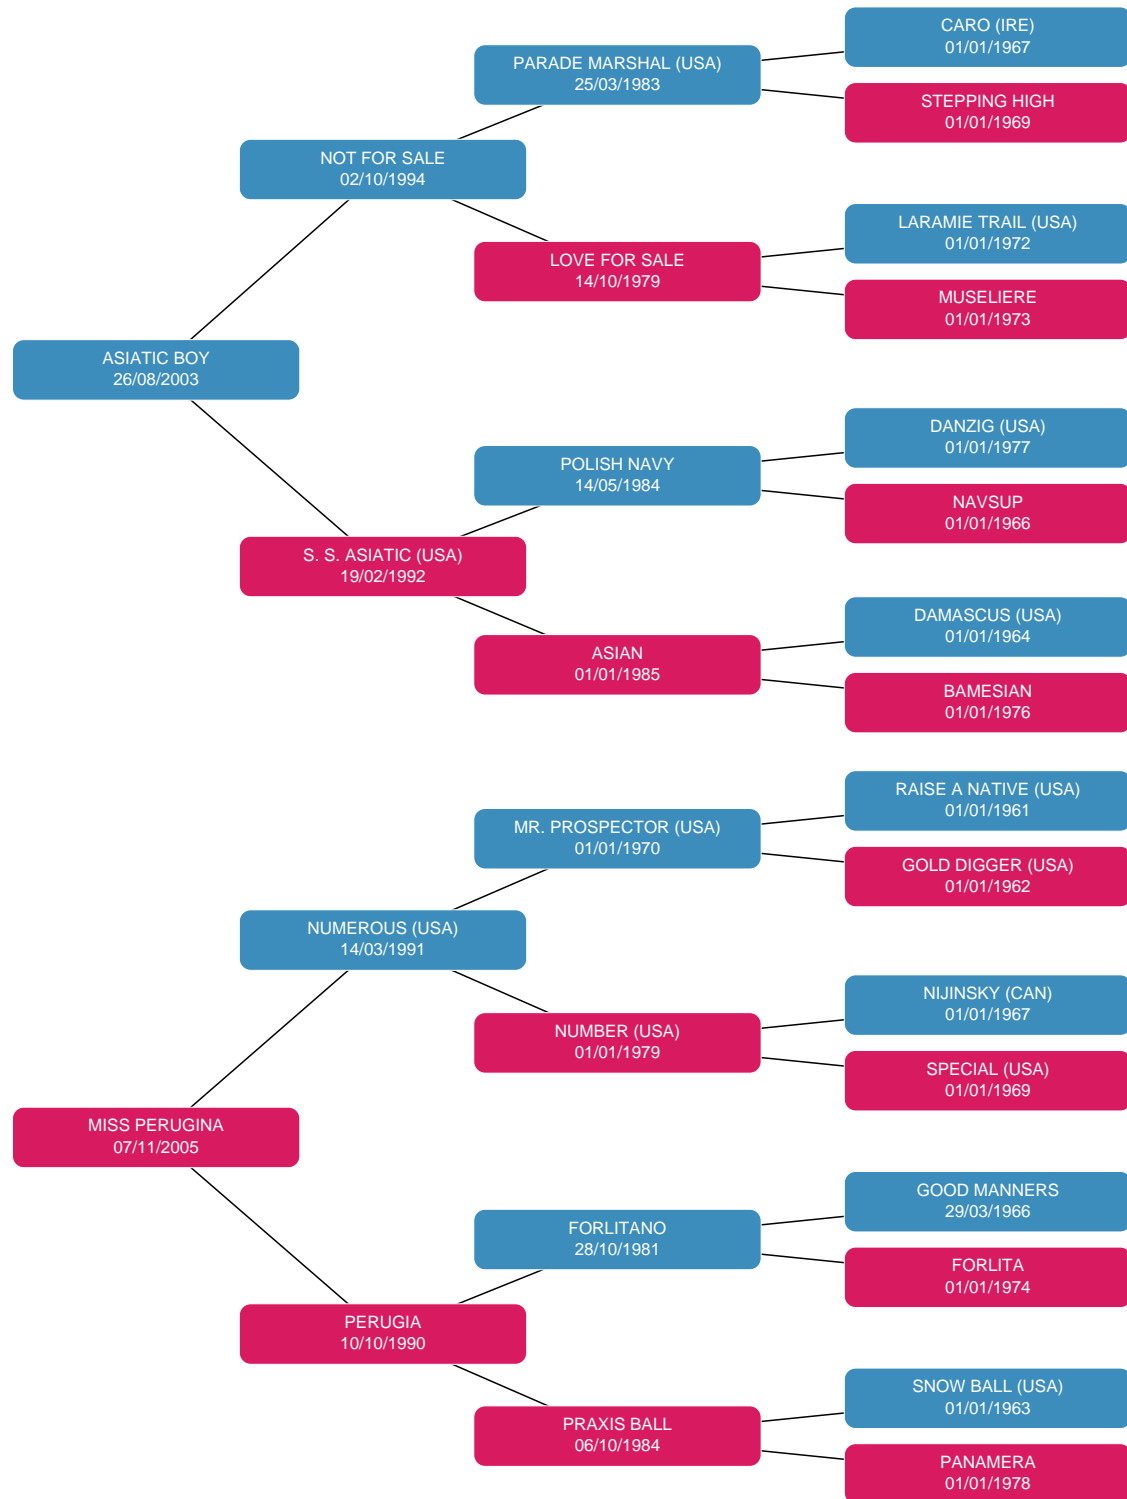 CARO (IRE)
01/01/1967
PARADE MARSHAL (USA)
25/03/1983
STEPPING HIGH
01/01/1969
NOT FOR SALE
02/10/1994
LARAMIE TRAIL (USA)
01/01/1972
LOVE FOR SALE
14/10/1979
MUSELIERE
01/01/1973
ASIATIC BOY
26/08/2003
DANZIG (USA)
01/01/1977
POLISH NAVY
14/05/1984
NAVSUP
01/01/1966
S. S. ASIATIC (USA)
19/02/1992
DAMASCUS (USA)
01/01/1964
ASIAN
01/01/1985
BAMESIAN
01/01/1976
RAISE A NATIVE (USA)
01/01/1961
MR. PROSPECTOR (USA)
01/01/1970
GOLD DIGGER (USA)
01/01/1962
NUMEROUS (USA)
14/03/1991
NIJINSKY (CAN)
01/01/1967
NUMBER (USA)
01/01/1979
SPECIAL (USA)
01/01/1969
MISS PERUGINA
07/11/2005
GOOD MANNERS
29/03/1966
FORLITANO
28/10/1981
FORLITA
01/01/1974
PERUGIA
10/10/1990
SNOW BALL (USA)
01/01/1963
PRAXIS BALL
06/10/1984
PANAMERA
01/01/1978